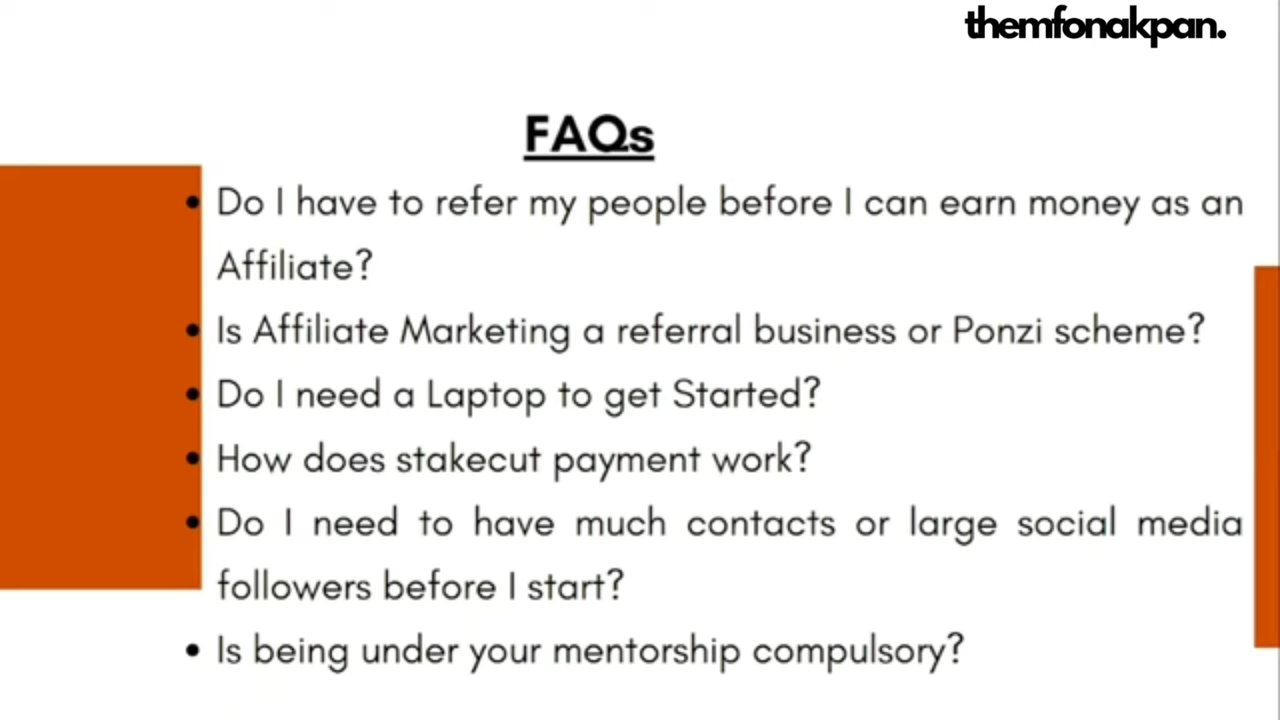 themfonakpan.
FAQs
• Do I have to refer my people before I can earn money as an
Affiliate?
• Is Affiliate Marketing a referral business or Ponzi scheme?
• Do I need a Laptop to get Started?
• How does stakecut payment work?
• Do I need to have much contacts or large social media
followers before I start?
• Is being under your mentorship compulsory?